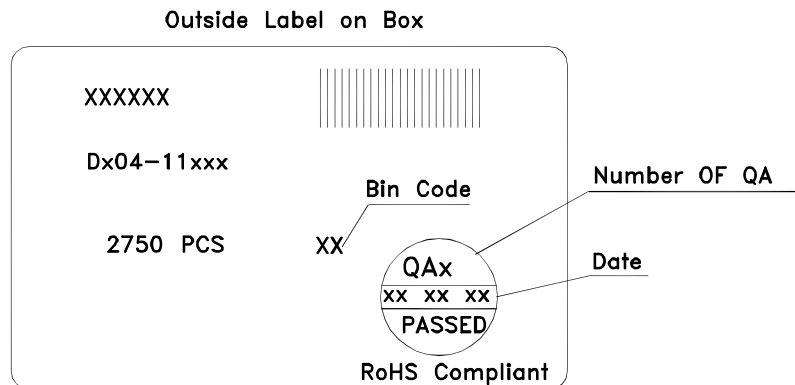 Outside Label on Box
XXXXXX
Dx04-11xxx
Bin Code
Number OF QA
2750 PCS
XX
QAx
Date
xx xx xx
PASSED
RoHS Compliant